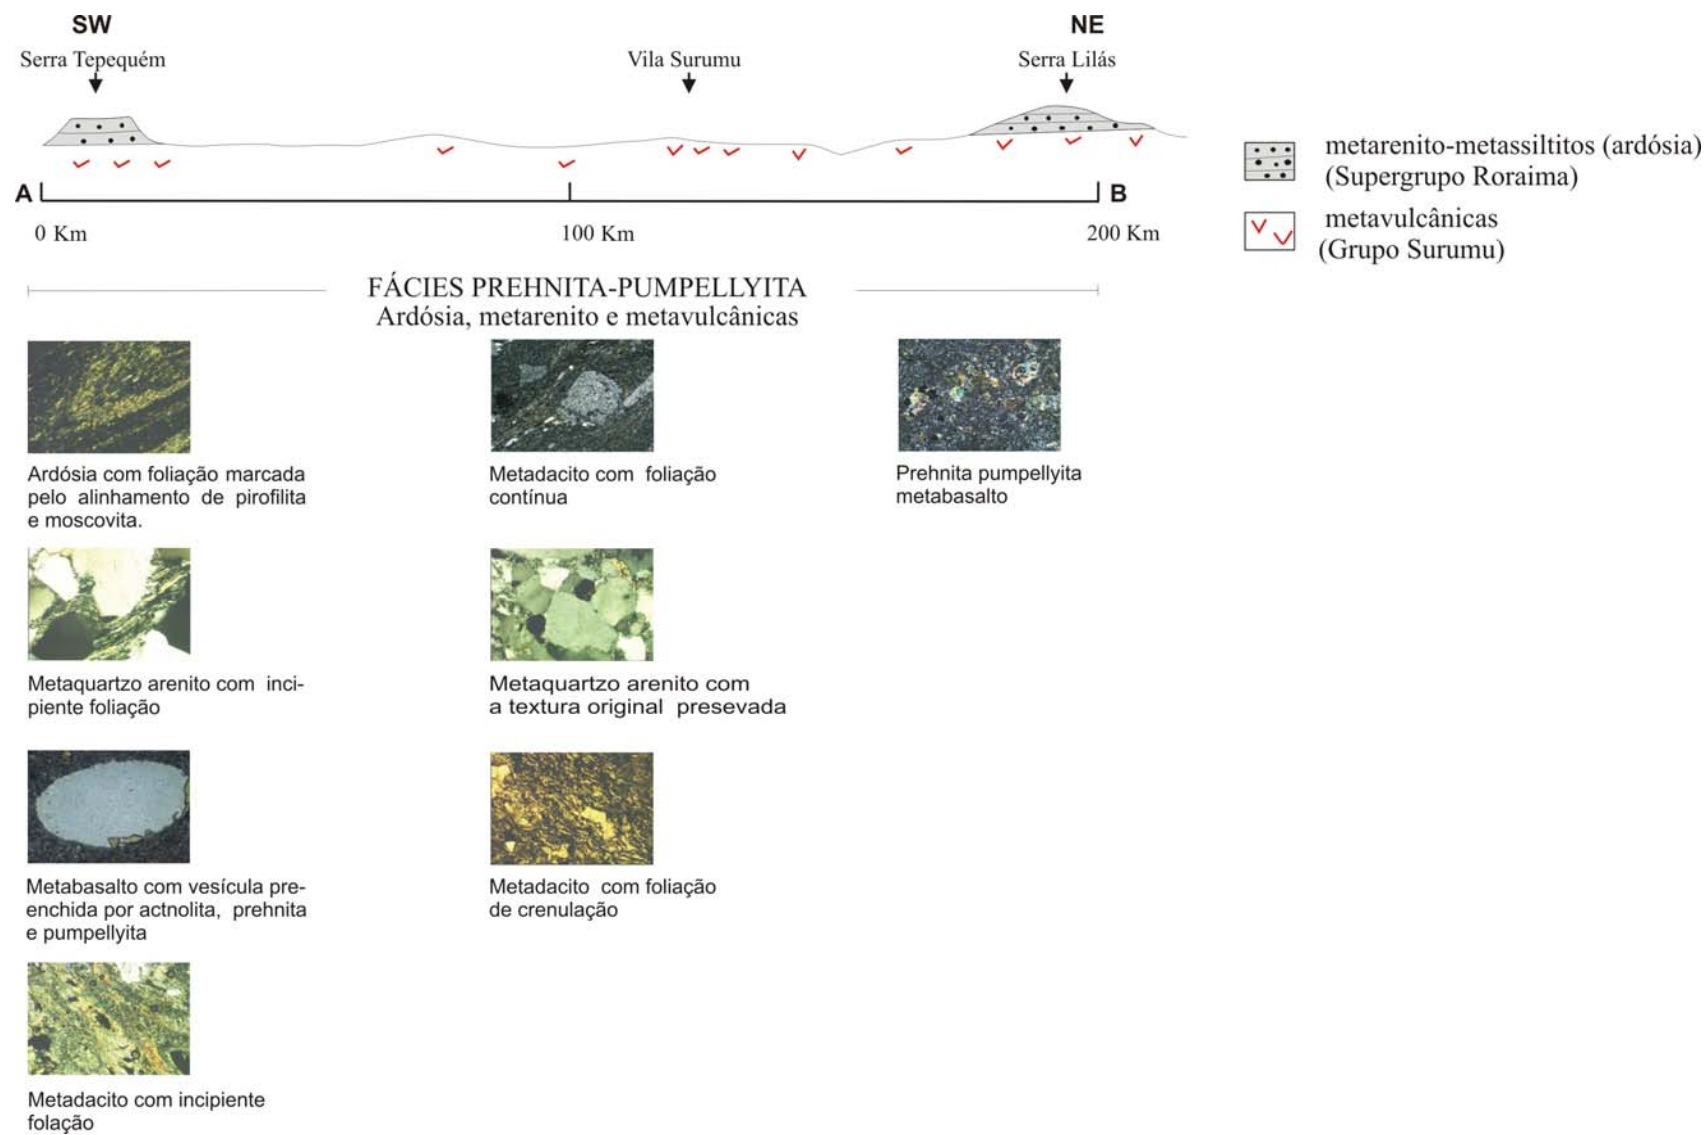 SW
NE
Serra Tepequém
Vila Surumu
Serra Lilás
A
B
0 Km
100 Km
200 Km
metarenito-metassiltitos (ardósia)
(Supergrupo Roraima)
metavulcânicas
(Grupo Surumu)
FÁCIES PREHNITA-PUMPELLYITA
Ardósia, metarenito e metavulcânicas
Ardósia com foliação marcada
pelo alinhamento de pirofilita
e moscovita.
Metadacito com foliação
contínua
Prehnita pumpellyita
metabasalto
Metaquartzo arenito com inci-
piente foliação
Metaquartzo arenito com
a textura original presevada
Metabasalto com vesícula pre-
enchida por actnolita, prehnita
e pumpellyita
Metadacito com foliação
de crenulação
Metadacito com incipiente
folação